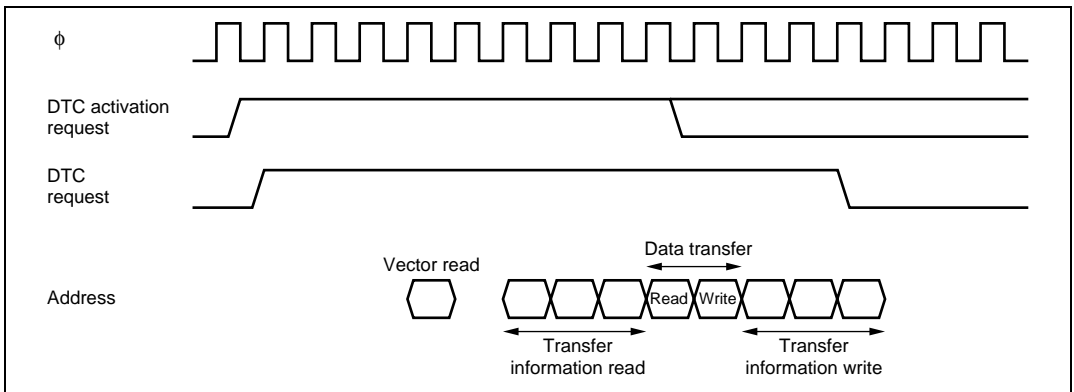 φ
DTC activation
request
DTC
request
Data transfer
Vector read
Address
Read Write
Transfer
information read
Transfer
information write